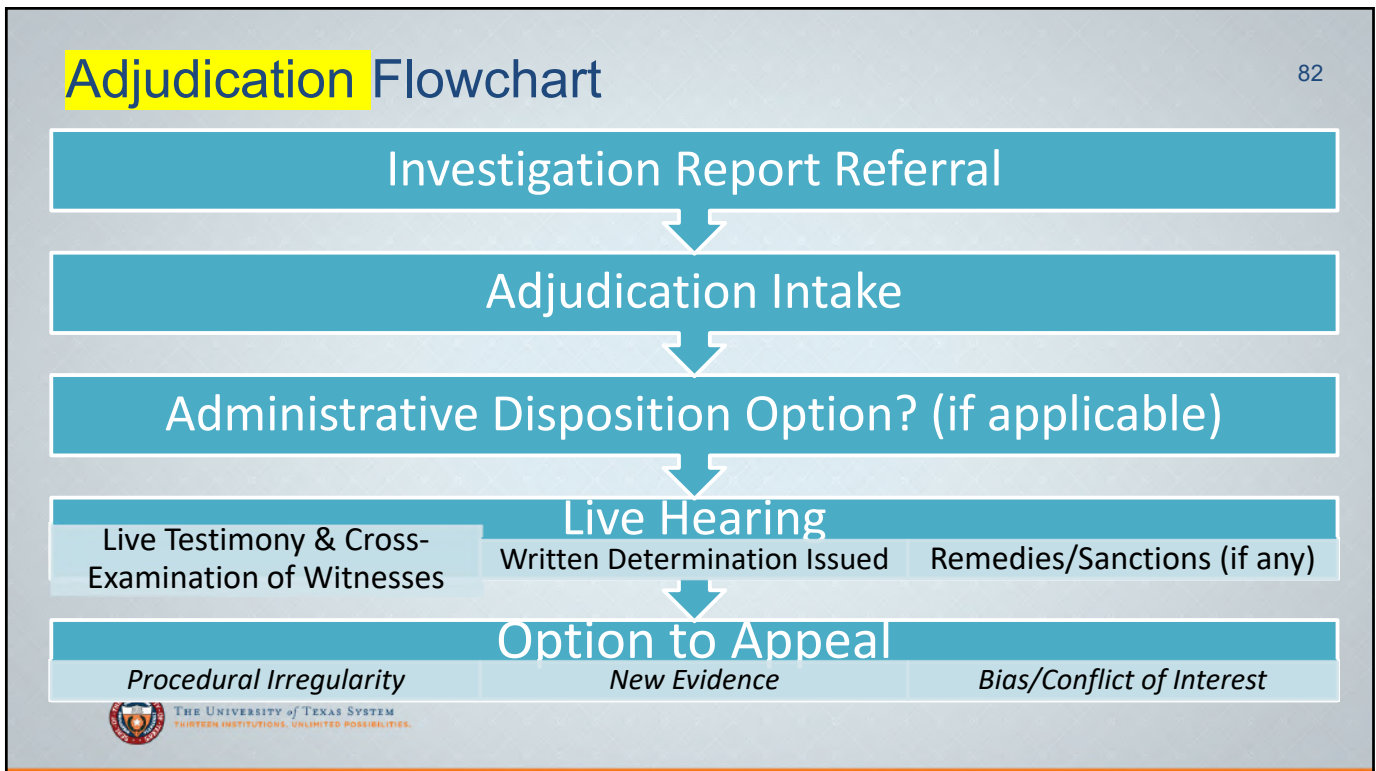 Adjudication Flowchart
82
Investigation Report Referral
Adjudication Intake
Administrative Disposition Option? (if applicable)
Live Hearing
Live Testimony & Cross-
Examination of Witnesses
Written Determination Issued
Remedies/Sanctions (if any)
Option to Appeal
Procedural Irregularity
New Evidence
Bias/Conflict of Interest
THE UNIVERSITY of TEXAS SYSTEM
THIRTEEN INSTITUTIONS. UNLIMITED POSSIBILITIES.